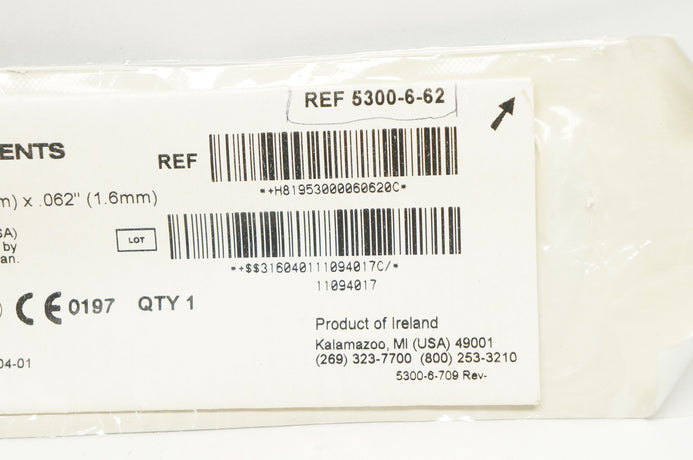 REF 5300-6-62
ENTS
REF
*+H81953000060620C*
m) x .062" (1.6mm)
SA)
by
an.
LOT
*+$$316040111094017C/*
11094017
) CE 0197 QTY 1
Product of Ireland
Kalamazoo, MI (USA) 49001
(269) 323-7700 (800) 253-3210
04-01
5300-6-709 Rev-